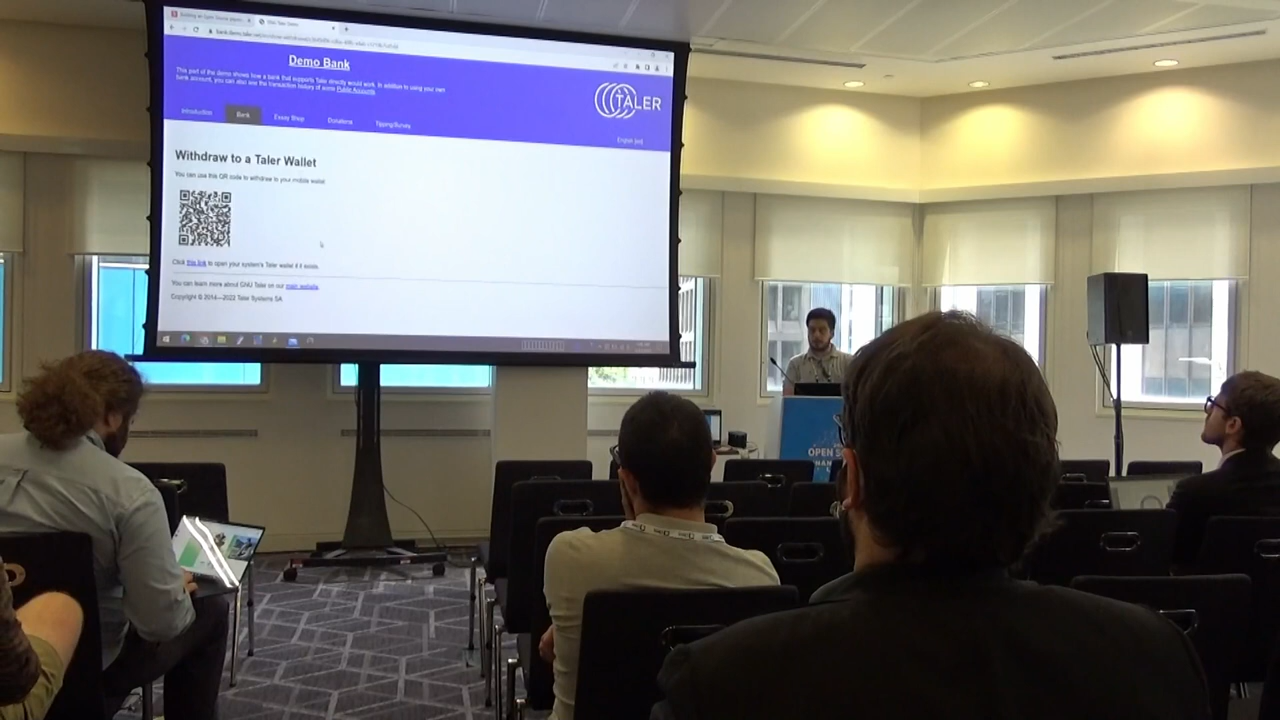 GNU Taler Demo
Demo Bank
This part of the demo shows how a bank that supports Taler directly would work. In addition to using your own
bank account, you can also see the transaction history of some Public Accounts.
TALER
Introduction
Bank
Essay Shop
Donations
Tipping/Survey
English [en]
Withdraw to a Taler Wallet
You can use this QR code to withdraw to your mobile wallet
Click this link to open your system's Taler wallet if it exists.
You can learn more about GNU Taler on our main website.
Copyright © 2014—2022 Taler Systems SA
OPEN